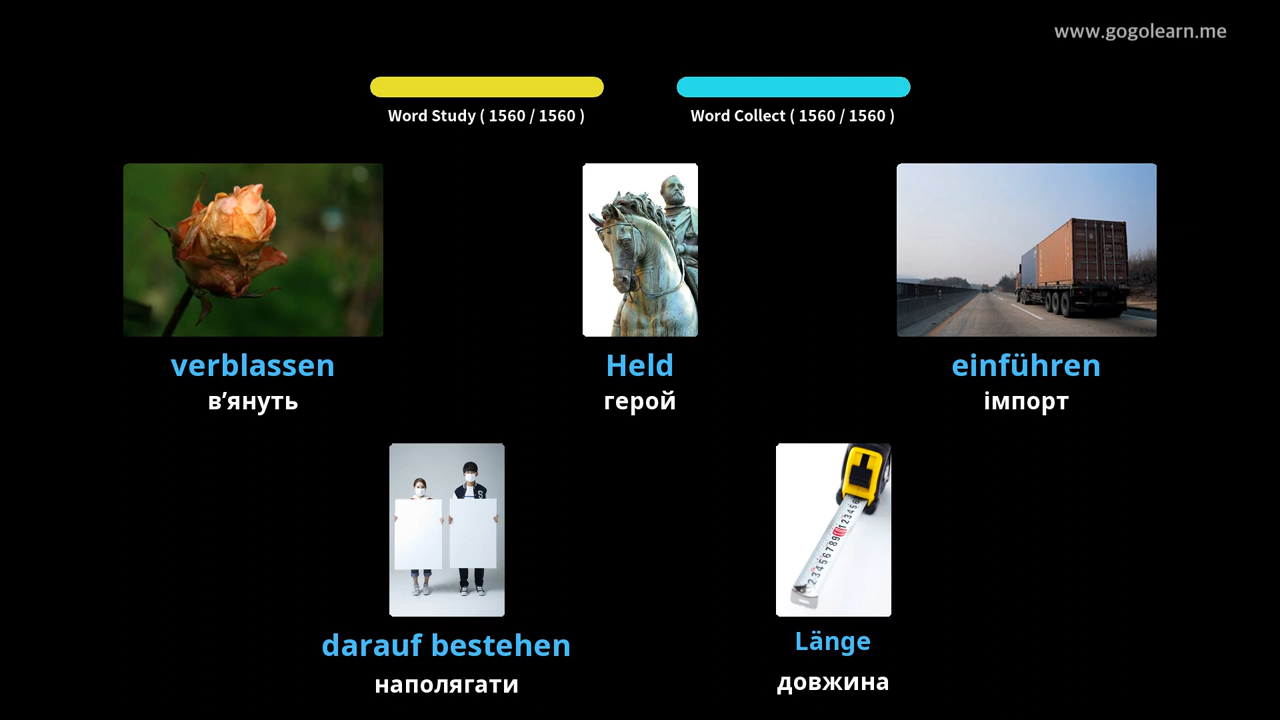 www.gogolearn.me
Word Study ( 1560 / 1560 )
Word Collect ( 1560 / 1560 )
verblassen
в’януть
Held
герой
einführen
імпорт
darauf bestehen
наполягати
Länge
довжина